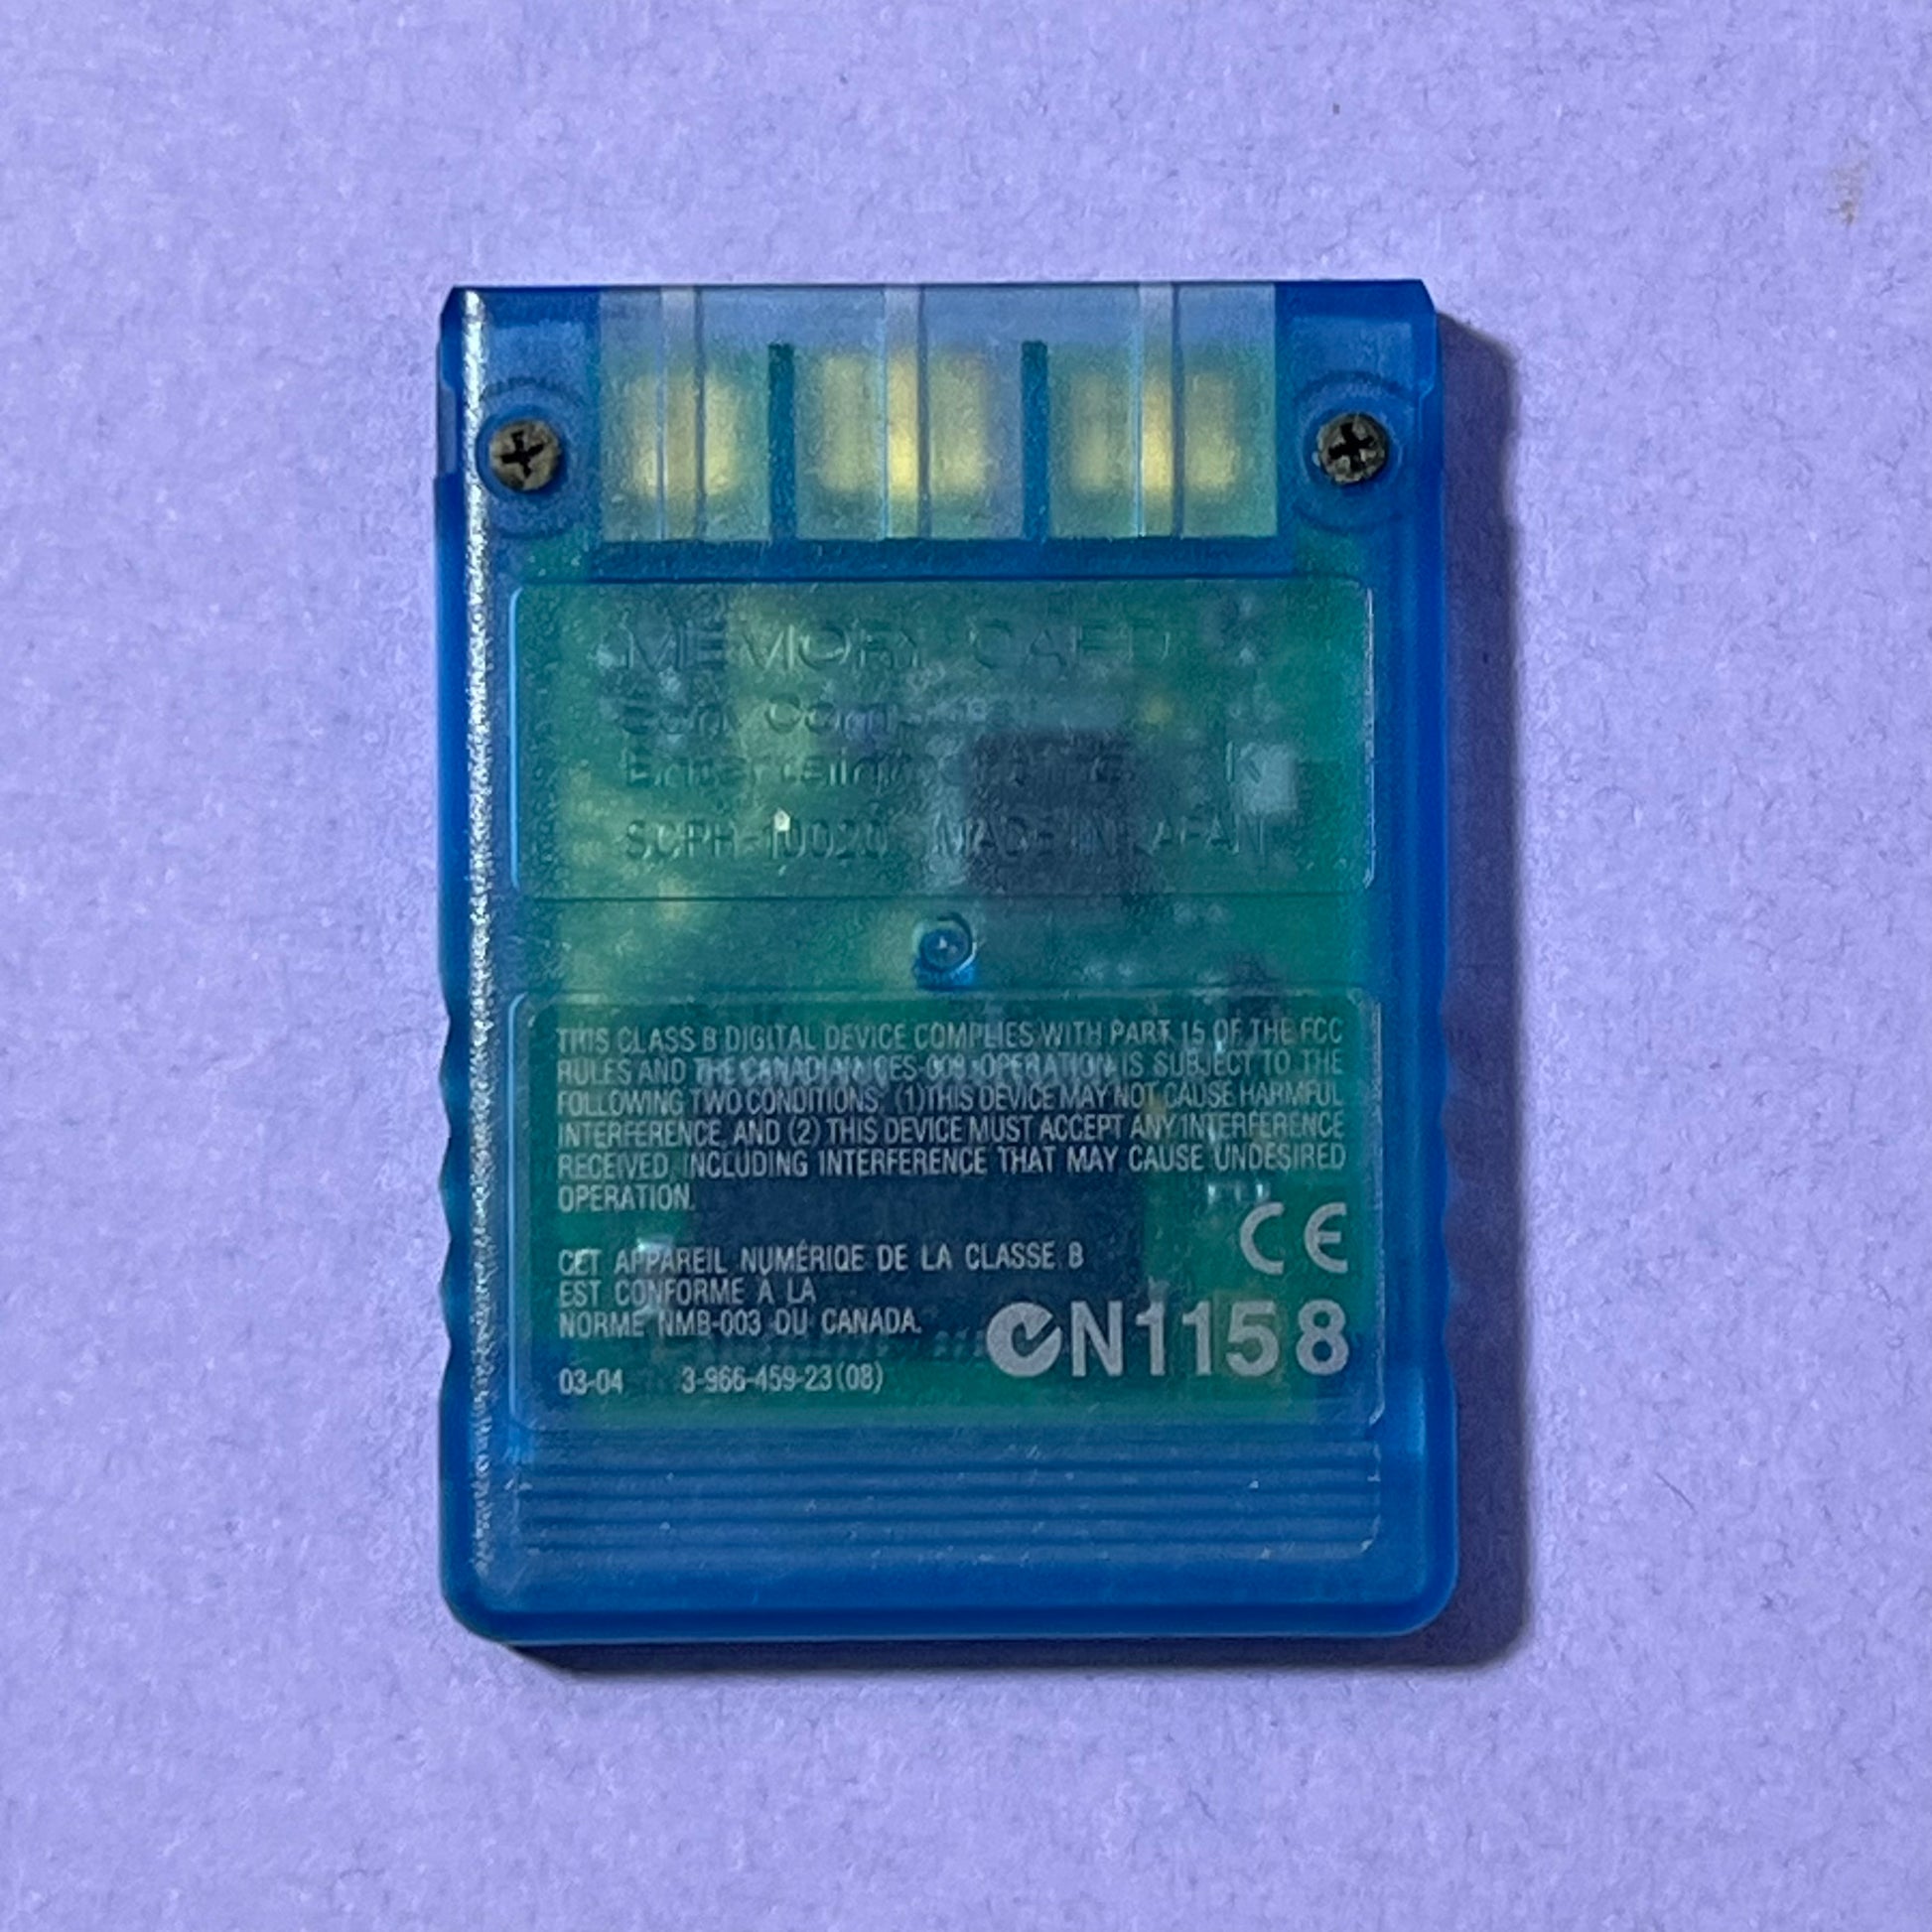 MEMORY CARD
Sony Computer
Entertainment Inc. K
SCPH-10020 MADE IN JAPAN
THIS CLASS B DIGITAL DEVICE COMPLIES WITH PART 15 OF THE FCC
RULES AND THE CANADIAN ICES-003. OPERATION IS SUBJECT TO THE
FOLLOWING TWO CONDITIONS: (1) THIS DEVICE MAY NOT CAUSE HARMFUL
INTERFERENCE, AND (2) THIS DEVICE MUST ACCEPT ANY INTERFERENCE
RECEIVED, INCLUDING INTERFERENCE THAT MAY CAUSE UNDESIRED
OPERATION.
CE
CET APPAREIL NUMÉRIQE DE LA CLASSE B
EST CONFORME À LA
NORME NMB-003 DU CANADA.
N1158
03-04 3-966-459-23(08)